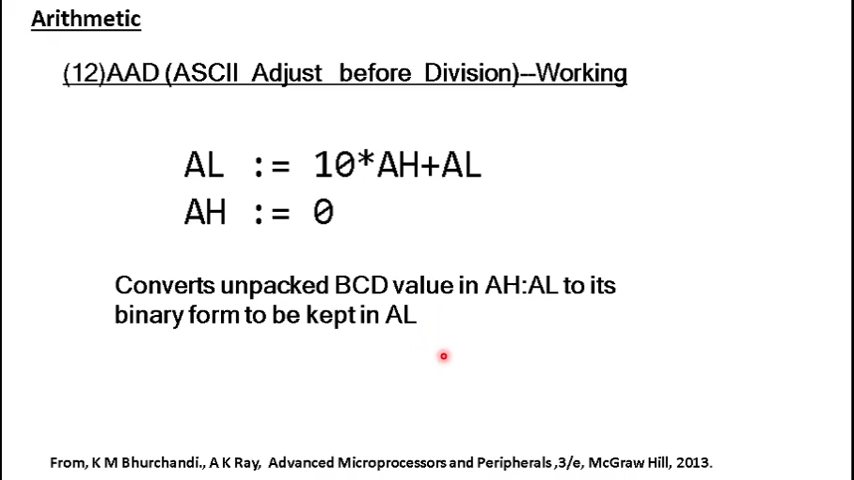 Arithmetic
(12)AAD (ASCII Adjust before Division)--Working
AL := 10*AH+AL
AH := 0
Converts unpacked BCD value in AH:AL to its
binary form to be kept in AL
From, K M Bhurchandi., A K Ray, Advanced Microprocessors and Peripherals ,3/e, McGraw Hill, 2013.